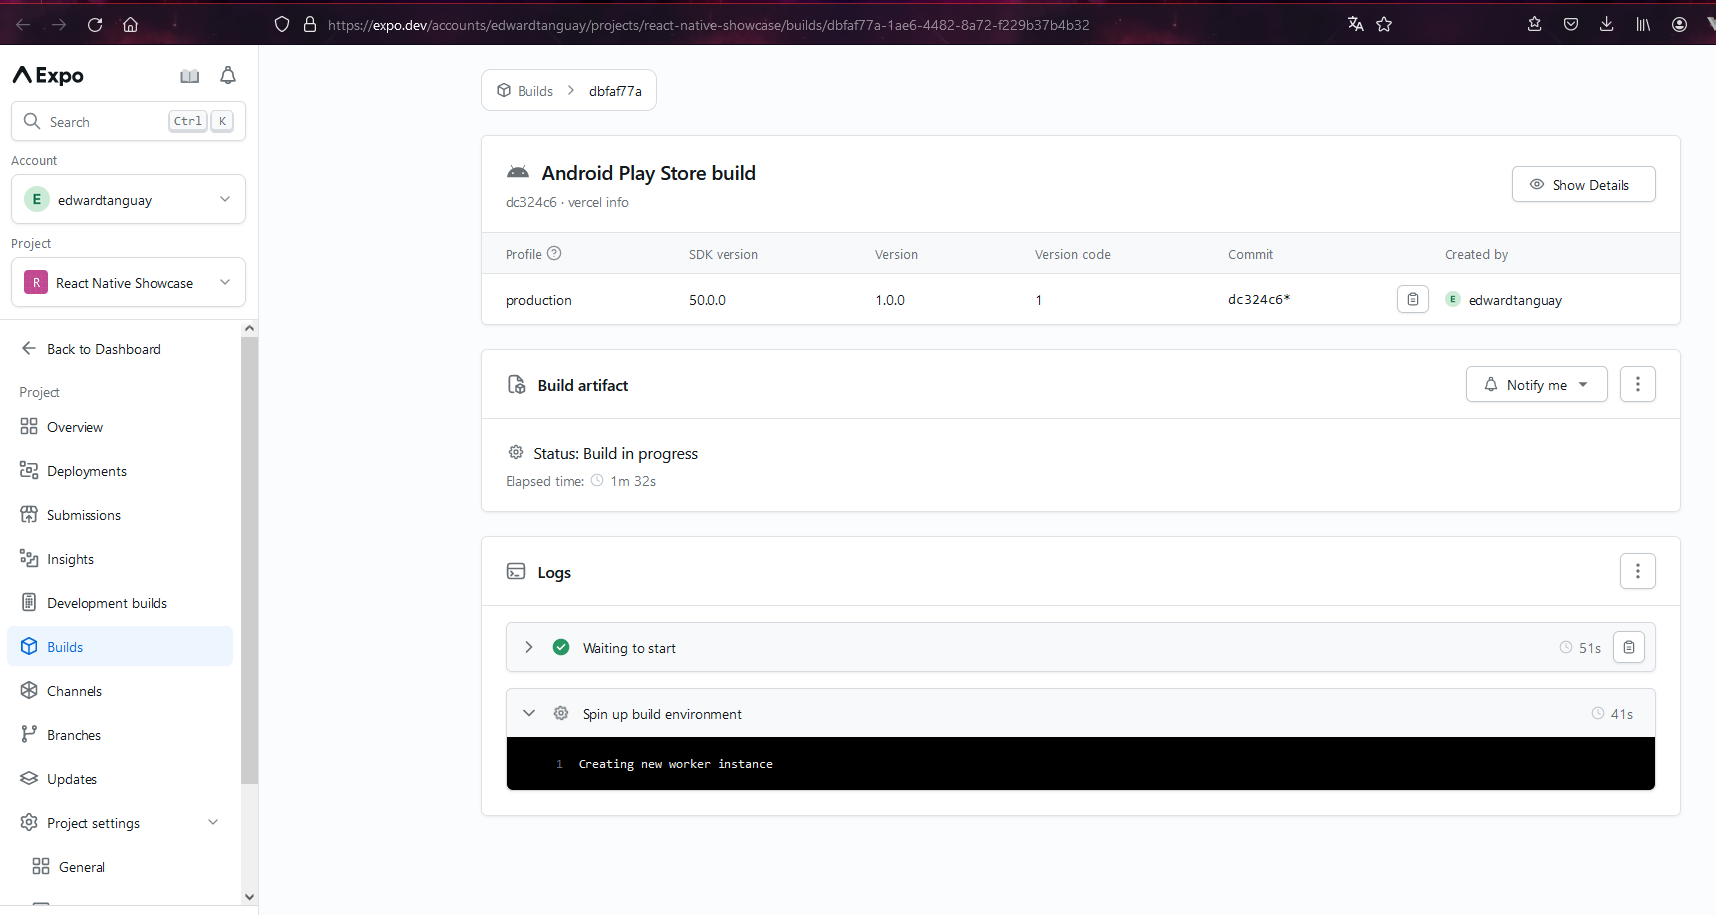 https://expo.dev/accounts/edwardtanguay/projects/react-native-showcase/builds/dbfaf77a-1ae6-4482-8a72-f229b37b4b32
Expo
Search Ctrl K
Account
E edwardtanguay
Project
R React Native Showcase
Back to Dashboard
Project
Overview
Deployments
Submissions
Insights
Development builds
Builds
Channels
Branches
Updates
Project settings
General
Builds dbfaf77a
Android Play Store build
dc324c6 · vercel info
Show Details
Profile SDK version Version Version code Commit Created by
production 50.0.0 1.0.0 1 dc324c6* E edwardtanguay
Build artifact
Notify me
Status: Build in progress
Elapsed time: 1m 32s
Logs
Waiting to start 51s
Spin up build environment 41s
1 Creating new worker instance